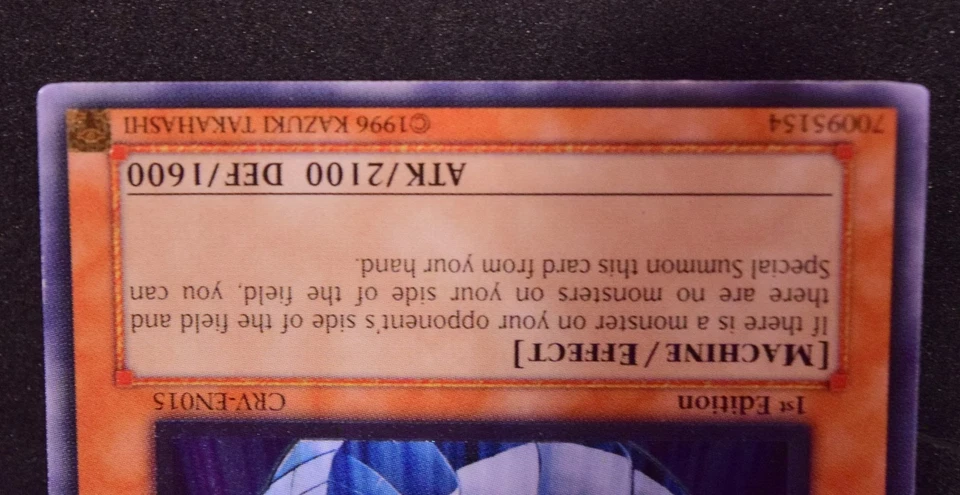 1st Edition CRV-EN015
[MACHINE/EFFECT]
If there is a monster on your opponent's side of the field and
there are no monsters on your side of the field, you can
Special Summon this card from your hand.
ATK/2100 DEF/1600
70095154 ©1996 KAZUKI TAKAHASHI